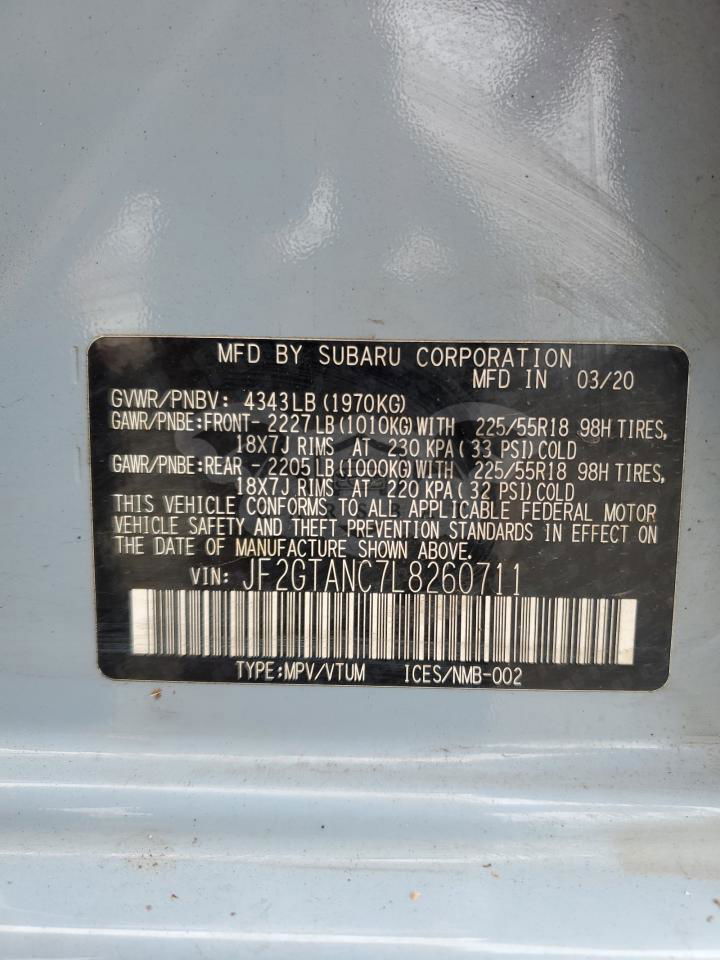 MFD BY SUBARU CORPORATION
MFD IN 03/20
GVWR/PNBV: 4343LB (1970KG)
GAWR/PNBE:FRONT- 2227LB (1010KG) WITH 225/55R18 98H TIRES,
18X7J RIMS AT 230 KPA ( 33 PSI) COLD
GAWR/PNBE:REAR - 2205LB (1000KG) WITH 225/55R18 98H TIRES,
18X7J RIMS AT 220 KPA ( 32 PSI) COLD
THIS VEHICLE CONFORMS TO ALL APPLICABLE FEDERAL MOTOR
VEHICLE SAFETY AND THEFT PREVENTION STANDARDS IN EFFECT ON
THE DATE OF MANUFACTURE SHOWN ABOVE.
VIN: JF2GTANC7L8260711
TYPE:MPV/VTUM ICES/NMB-002